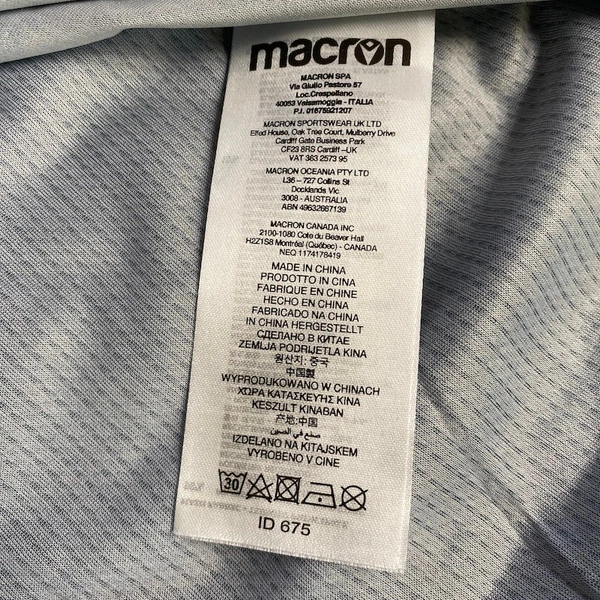 macron
MACRON SPA
Via Giulio Pastore 57
Loc.Crespellano
40053 Valsamoggia - ITALIA
P.I. 01675921207
MACRON SPORTSWEAR UK LTD
Elfed House, Oak Tree Court, Mulberry Drive
Cardiff Gate Business Park
CF23 8RS Cardiff -UK
VAT 363 2573 95
MACRON OCEANIA PTY LTD
L36 - 727 Collins St
Docklands Vic
3008 - AUSTRALIA
ABN 49632667139
MACRON CANADA INC
2100-1080 Cote du Beaver Hall
H2Z1S8 Montréal (Québec) - CANADA
NEQ 1174178419
MADE IN CHINA
PRODOTTO IN CINA
FABRIQUE EN CHINE
HECHO EN CHINA
FABRICADO NA CHINA
IN CHINA HERGESTELLT
СДЕЛАНО В КИТАЕ
ZEMLJA PODRIJETLA KINA
원산지: 중국
中国製
WYPRODUKOWANO W CHINACH
ΧΩΡΑ ΚΑΤΑΣΚΕΥΗΣ ΚΙΝΑ
KESZULT KINABAN
产地:中国
صنع في الصين
IZDELANO NA KITAJSKEM
VYROBENO V CINE
30
ID 675